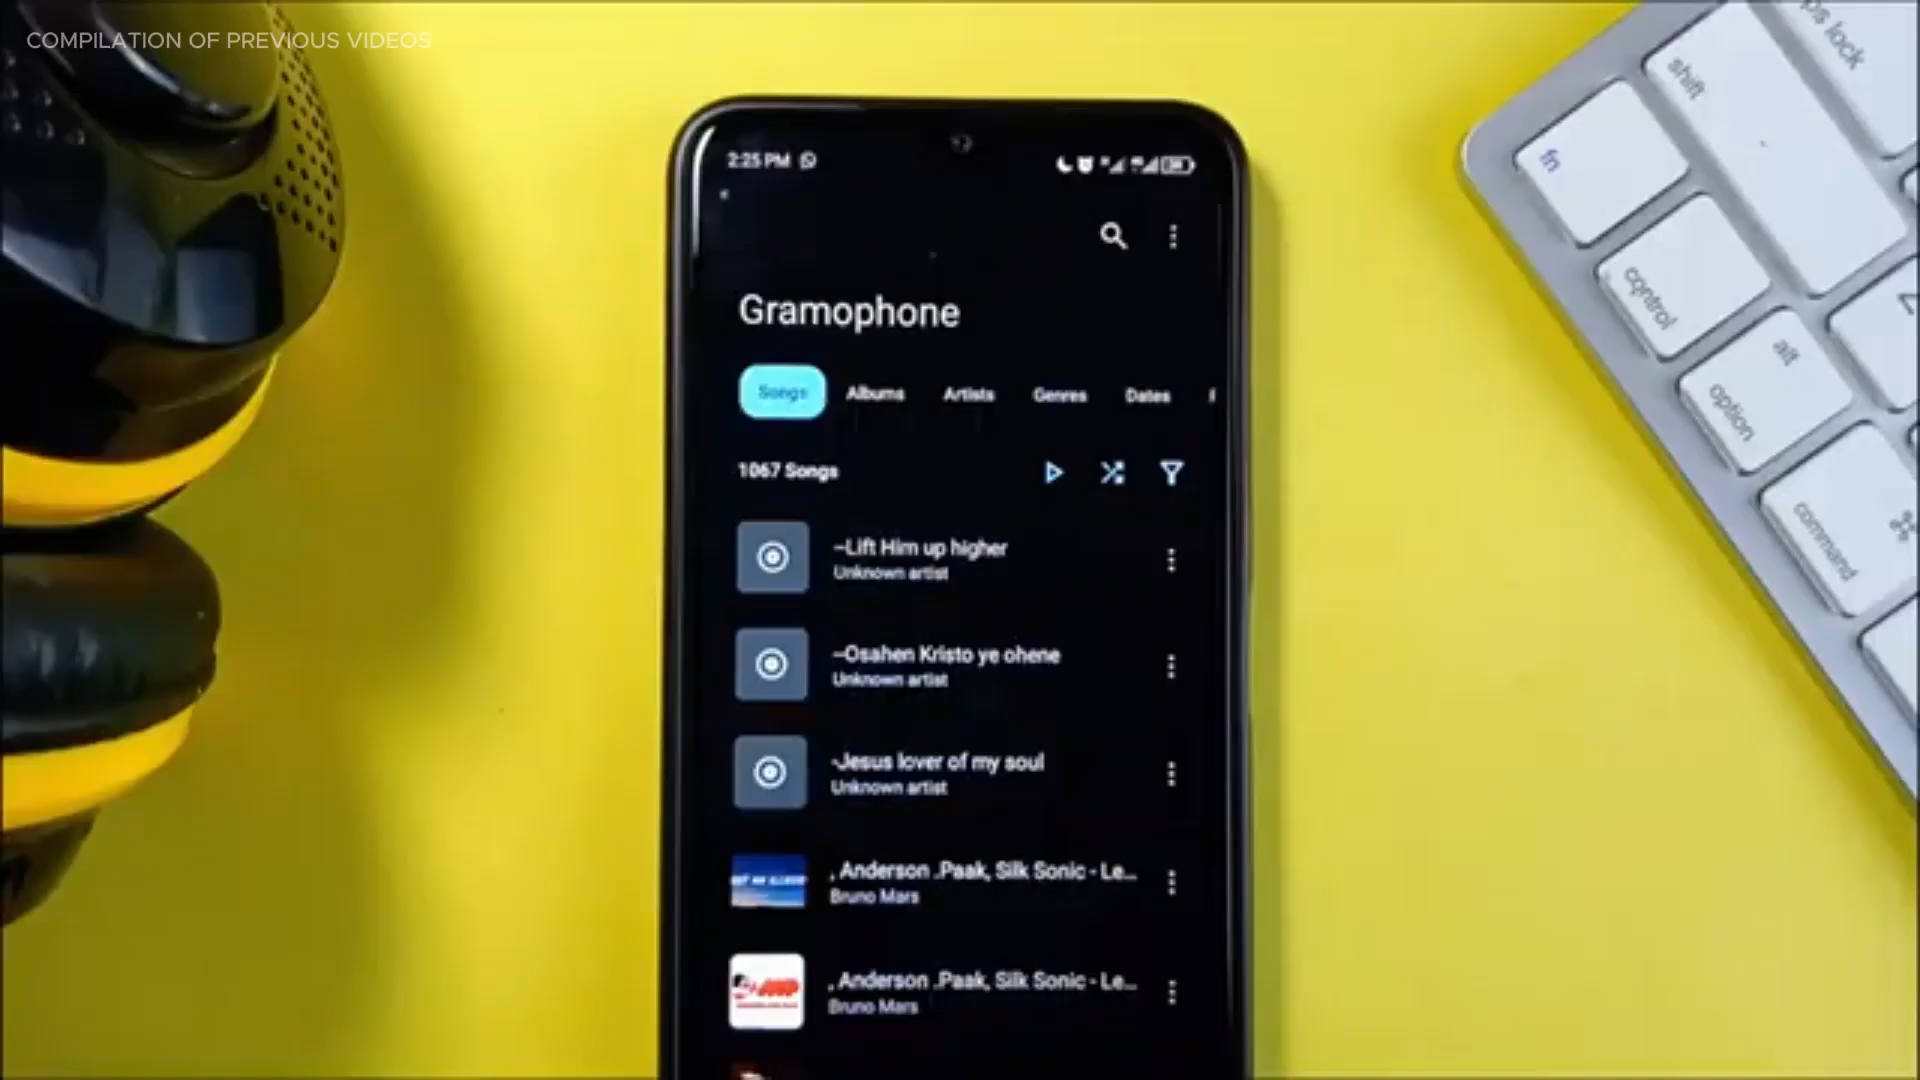 COMPILATION OF PREVIOUS VIDEOS
2:25 PM
Gramophone
Songs Albums Artists Genres Dates
1067 Songs
--Lift Him up higher
Unknown artist
--Osahen Kristo ye ohene
Unknown artist
-Jesus lover of my soul
Unknown artist
, Anderson .Paak, Silk Sonic - Le...
Bruno Mars
, Anderson .Paak, Silk Sonic - Le...
Bruno Mars
ps lock
shift
fn
control
alt
option
command